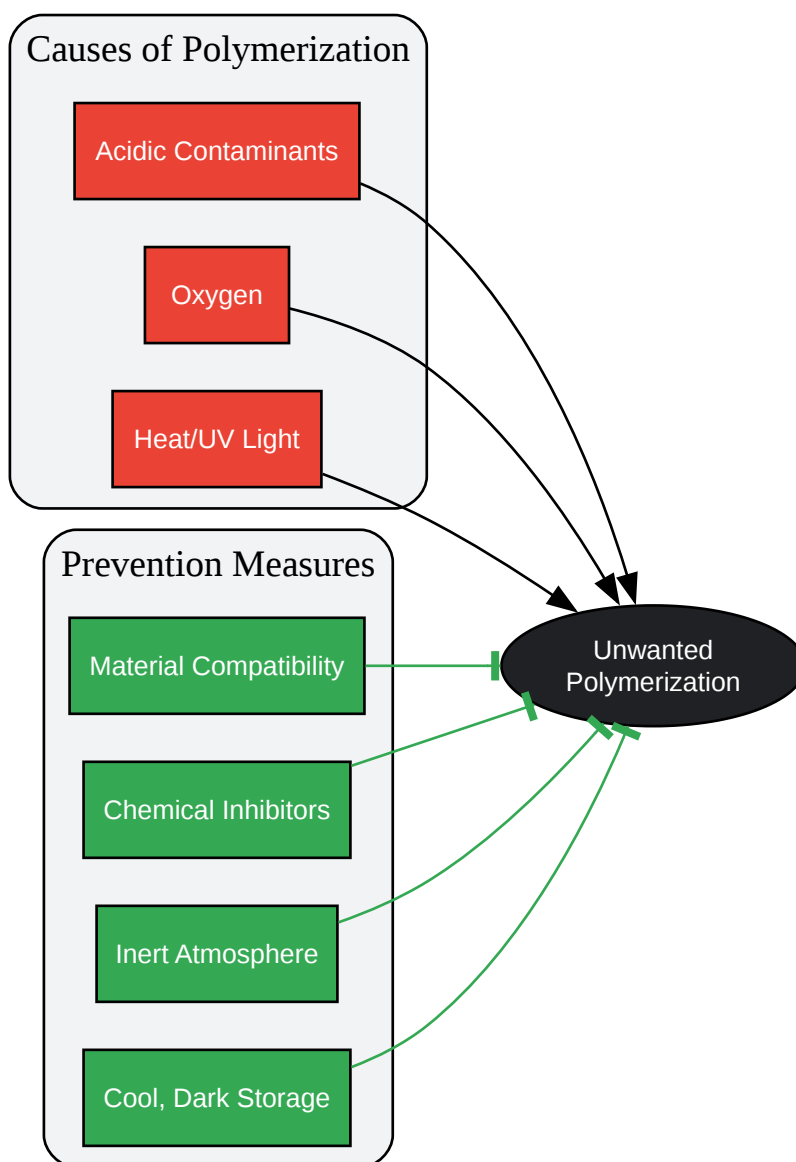 Causes of Polymerization
Acidic Contaminants
Oxygen
Heat/UV Light
Prevention Measures
Material Compatibility
Unwanted
Polymerization
Chemical Inhibitors
Inert Atmosphere
Cool, Dark Storage